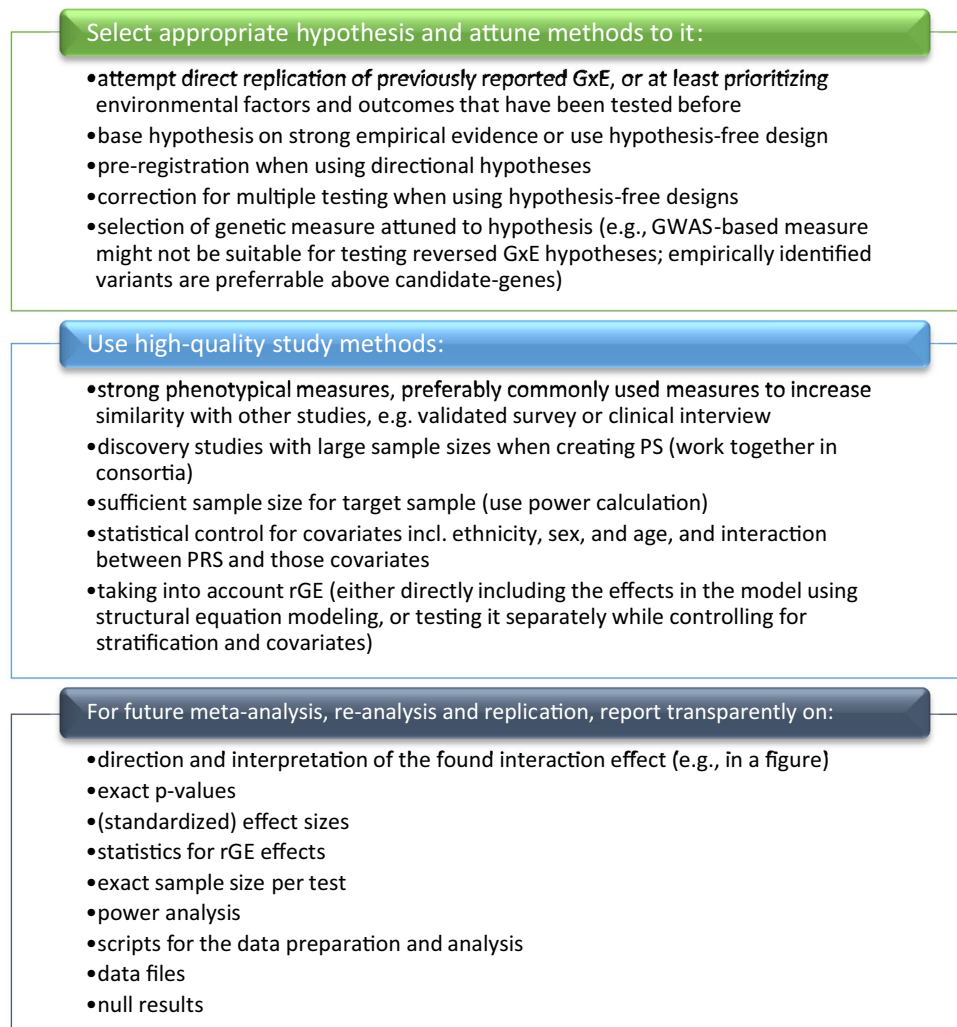 Select appropriate hypothesis and attune methods to it:
•attempt direct replication of previously reported GxE, or at least prioritizing
environmental factors and outcomes that have been tested before
•base hypothesis on strong empirical evidence or use hypothesis-free design
•pre-registration when using directional hypotheses
•correction for multiple testing when using hypothesis-free designs
•selection of genetic measure attuned to hypothesis (e.g., GWAS-based measure
might not be suitable for testing reversed GxE hypotheses; empirically identified
variants are preferrable above candidate-genes)
Use high-quality study methods:
•strong phenotypical measures, preferably commonly used measures to increase
similarity with other studies, e.g. validated survey or clinical interview
•discovery studies with large sample sizes when creating PS (work together in
consortia)
•sufficient sample size for target sample (use power calculation)
•statistical control for covariates incl. ethnicity, sex, and age, and interaction
between PRS and those covariates
•taking into account rGE (either directly including the effects in the model using
structural equation modeling, or testing it separately while controlling for
stratification and covariates)
For future meta-analysis, re-analysis and replication, report transparently on:
•direction and interpretation of the found interaction effect (e.g., in a figure)
•exact p-values
•(standardized) effect sizes
•statistics for rGE effects
•exact sample size per test
•power analysis
•scripts for the data preparation and analysis
•data files
•null results